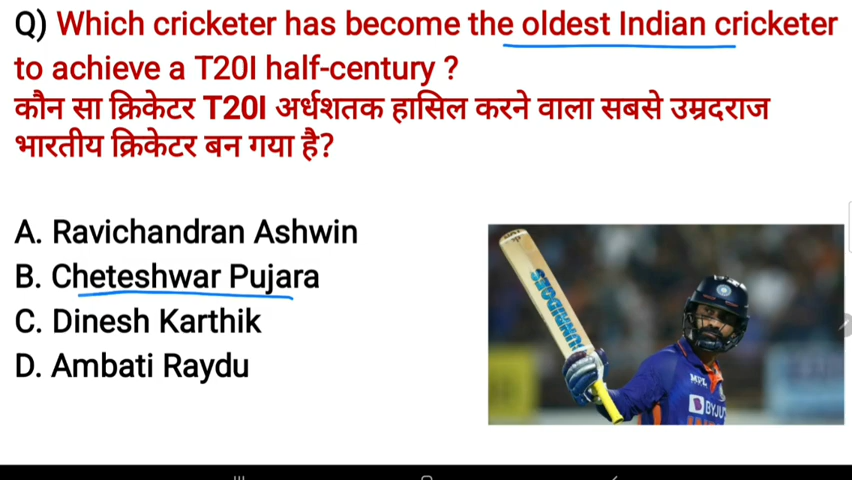 Q) Which cricketer has become the oldest Indian cricketer
to achieve a T20I half-century ?
कौन सा क्रिकेटर T20I अर्धशतक हासिल करने वाला सबसे उम्रदराज
भारतीय क्रिकेटर बन गया है?
A. Ravichandran Ashwin
B. Cheteshwar Pujara
C. Dinesh Karthik
D. Ambati Raydu
MPL